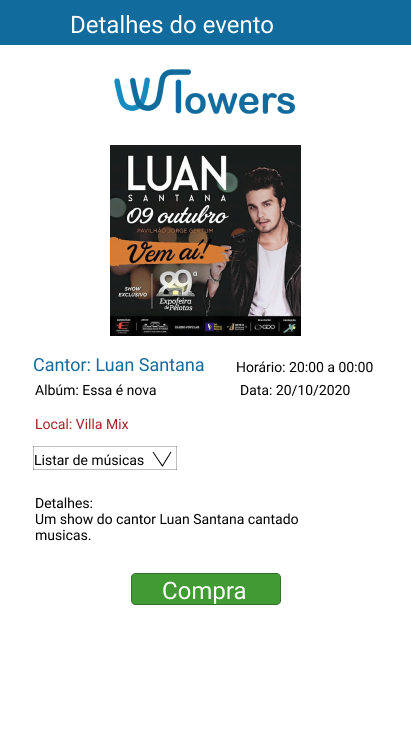 Detalhes do evento
WTowers
LUAN
SANTANA
09 outubro
PAVILHÃO JORGE GERTUM
Vem aí!
SHOW
EXCLUSIVO
89ª
Expofeira
de Pelotas
Cantor: Luan Santana
Horário: 20:00 a 00:00
Albúm: Essa é nova
Data: 20/10/2020
Local: Villa Mix
Listar de músicas
Detalhes:
Um show do cantor Luan Santana cantado
musicas.
Compra